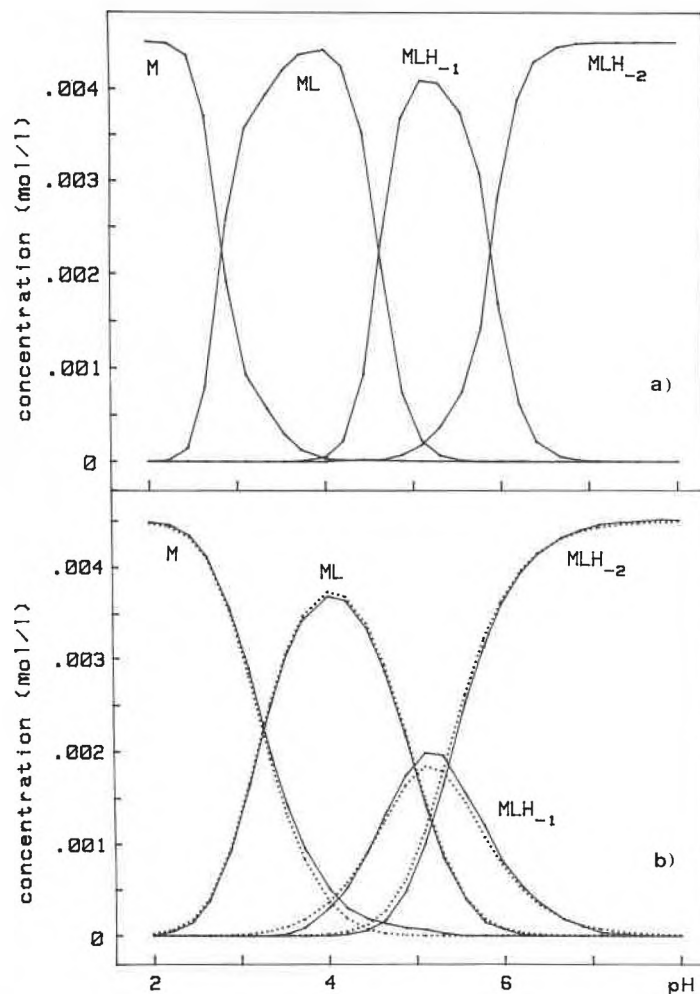 concentration (mol/l)
.004
.003
.002
.001
0
M
ML
MLH₋₁
MLH₋₂
a)
concentration (mol/l)
.004
.003
.002
.001
0
M
ML
MLH₋₂
MLH₋₁
b)
2 4 6 pH